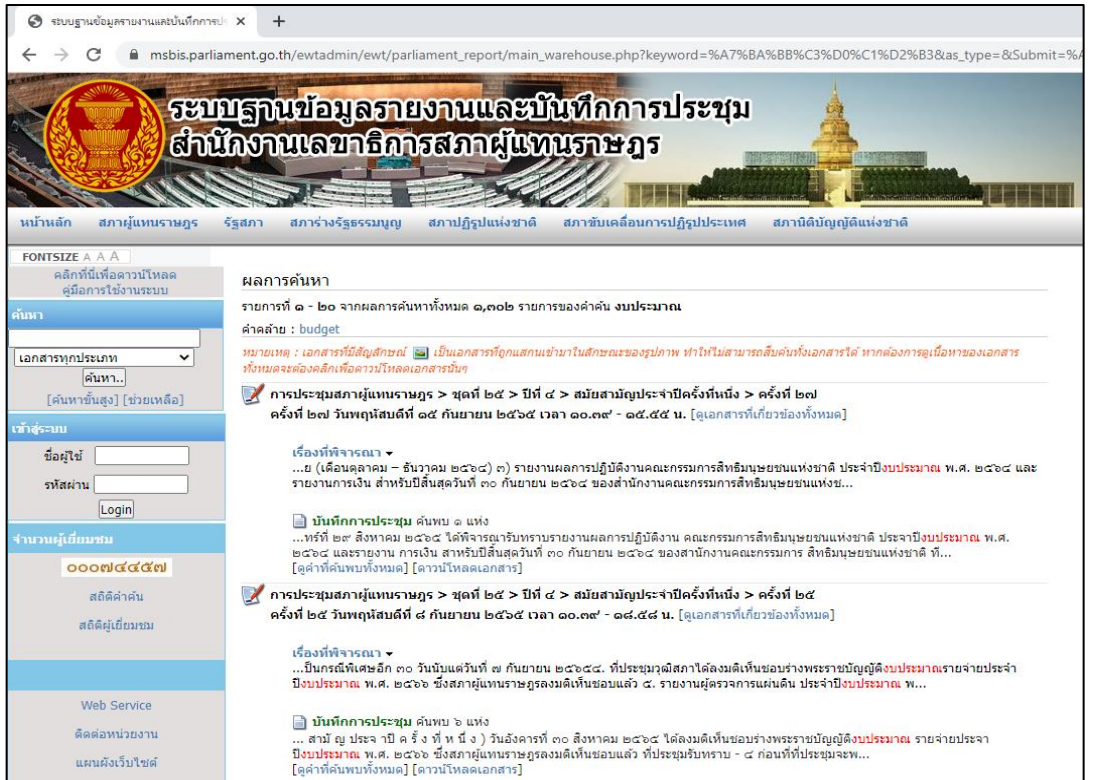 ระบบฐานข้อมูลรายงานและบันทึกการป
msbis.parliament.go.th/ewtadmin/ewt/parliament_report/main_warehouse.php?keyword=%A7%BA%BB%C3%D0%C1%D2%B3&as_type=&Submit=%
ระบบฐานข้อมูลรายงานและบันทึกการประชุม
สำนักงานเลขาธิการสภาผู้แทนราษฎร
หน้าหลัก สภาผู้แทนราษฎร รัฐสภา สภาร่างรัฐธรรมนูญ สภาปฏิรูปแห่งชาติ สภาขับเคลื่อนการปฏิรูปประเทศ สภานิติบัญญัติแห่งชาติ
FONTSIZE A A A
คลิกที่นี่เพื่อดาวน์โหลด
คู่มือการใช้งานระบบ
ค้นหา
เอกสารทุกประเภท
ค้นหา..
[ค้นหาขั้นสูง] [ช่วยเหลือ]
เข้าสู่ระบบ
ชื่อผู้ใช้
รหัสผ่าน
Login
จำนวนผู้เยี่ยมชม
๐๐๐๗๔๔๕๗
สถิติคำค้น
สถิติผู้เยี่ยมชม
Web Service
ติดต่อหน่วยงาน
แผนผังเว็บไซต์
ผลการค้นหา
รายการที่ ๑ - ๒๐ จากผลการค้นหาทั้งหมด ๑,๓๐๒ รายการของคำค้น งบประมาณ
คำคล้าย : budget
หมายเหตุ : เอกสารที่มีสัญลักษณ์ เป็นเอกสารที่ถูกแสกนเข้ามาในลักษณะของรูปภาพ ทำให้ไม่สามารถสืบค้นทั้งเอกสารได้ หากต้องการดูเนื้อหาของเอกสาร
ทั้งหมดจะต้องคลิกเพื่อดาวน์โหลดเอกสารนั้นๆ
การประชุมสภาผู้แทนราษฎร > ชุดที่ ๒๕ > ปีที่ ๔ > สมัยสามัญประจำปีครั้งที่หนึ่ง > ครั้งที่ ๒๗
ครั้งที่ ๒๗ วันพฤหัสบดีที่ ๑๕ กันยายน ๒๕๖๕ เวลา ๑๐.๓๙ - ๑๕.๕๕ น. [ดูเอกสารที่เกี่ยวข้องทั้งหมด]
เรื่องที่พิจารณา
...ย (เดือนตุลาคม – ธันวาคม ๒๕๖๔) ๓) รายงานผลการปฏิบัติงานคณะกรรมการสิทธิมนุษยชนแห่งชาติ ประจำปีงบประมาณ พ.ศ. ๒๕๖๔ และ
รายงานการเงิน สำหรับปีสิ้นสุดวันที่ ๓๐ กันยายน ๒๕๖๔ ของสำนักงานคณะกรรมการสิทธิมนุษยชนแห่งช...
บันทึกการประชุม ค้นพบ ๑ แห่ง
...ทร์ที่ ๒๙ สิงหาคม ๒๕๖๕ ได้พิจารณารับทราบรายงานผลการปฏิบัติงาน คณะกรรมการสิทธิมนุษยชนแห่งชาติ ประจาปีงบประมาณ พ.ศ.
๒๕๖๔ และรายงาน การเงิน สาหรับปีสิ้นสุดวันที่ ๓๐ กันยายน ๒๕๖๔ ของสานักงานคณะกรรมการ สิทธิมนุษยชนแห่งชาติ ที...
[ดูคำที่ค้นพบทั้งหมด] [ดาวน์โหลดเอกสาร]
การประชุมสภาผู้แทนราษฎร > ชุดที่ ๒๕ > ปีที่ ๔ > สมัยสามัญประจำปีครั้งที่หนึ่ง > ครั้งที่ ๒๕
ครั้งที่ ๒๕ วันพฤหัสบดีที่ ๘ กันยายน ๒๕๖๕ เวลา ๑๐.๓๙ - ๑๘.๕๘ น. [ดูเอกสารที่เกี่ยวข้องทั้งหมด]
เรื่องที่พิจารณา
...เป็นกรณีพิเศษอีก ๓๐ วันนับแต่วันที่ ๗ กันยายน ๒๕๖๕๔. ที่ประชุมวุฒิสภาได้ลงมติเห็นชอบร่างพระราชบัญญัติงบประมาณรายจ่ายประจำ
ปีงบประมาณ พ.ศ. ๒๕๖๖ ซึ่งสภาผู้แทนราษฎรลงมติเห็นชอบแล้ว ๕. รายงานผู้ตรวจการแผ่นดิน ประจำปีงบประมาณ พ...
บันทึกการประชุม ค้นพบ ๖ แห่ง
... สามั ญ ประจ าปี ค รั้ ง ที่ ห นึ่ ง ) วันอังคารที่ ๓๐ สิงหาคม ๒๕๖๕ ได้ลงมติเห็นชอบร่างพระราชบัญญัติงบประมาณ รายจ่ายประจา
ปีงบประมาณ พ.ศ. ๒๕๖๖ ซึ่งสภาผู้แทนราษฎรลงมติเห็นชอบแล้ว ที่ประชุมรับทราบ - ๔ ก่อนที่ที่ประชุมจะพ...
[ดูคำที่ค้นพบทั้งหมด] [ดาวน์โหลดเอกสาร]